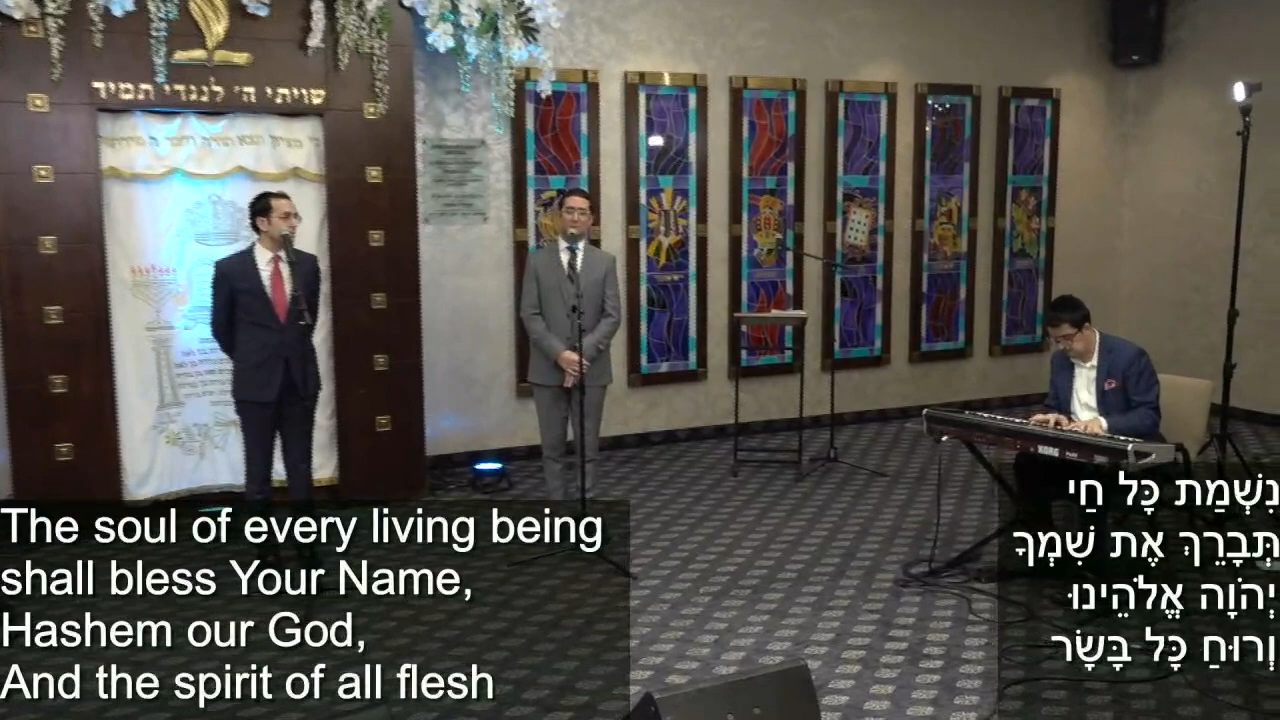 שויתי ה׳ לנגדי תמיד
KORG
The soul of every living being
shall bless Your Name,
Hashem our God,
And the spirit of all flesh
נִשְׁמַת כָּל חַי
תְּבָרֵךְ אֶת שִׁמְךָ
יְהֹוָה אֱלֹהֵינוּ
וְרוּחַ כָּל בָּשָׂר